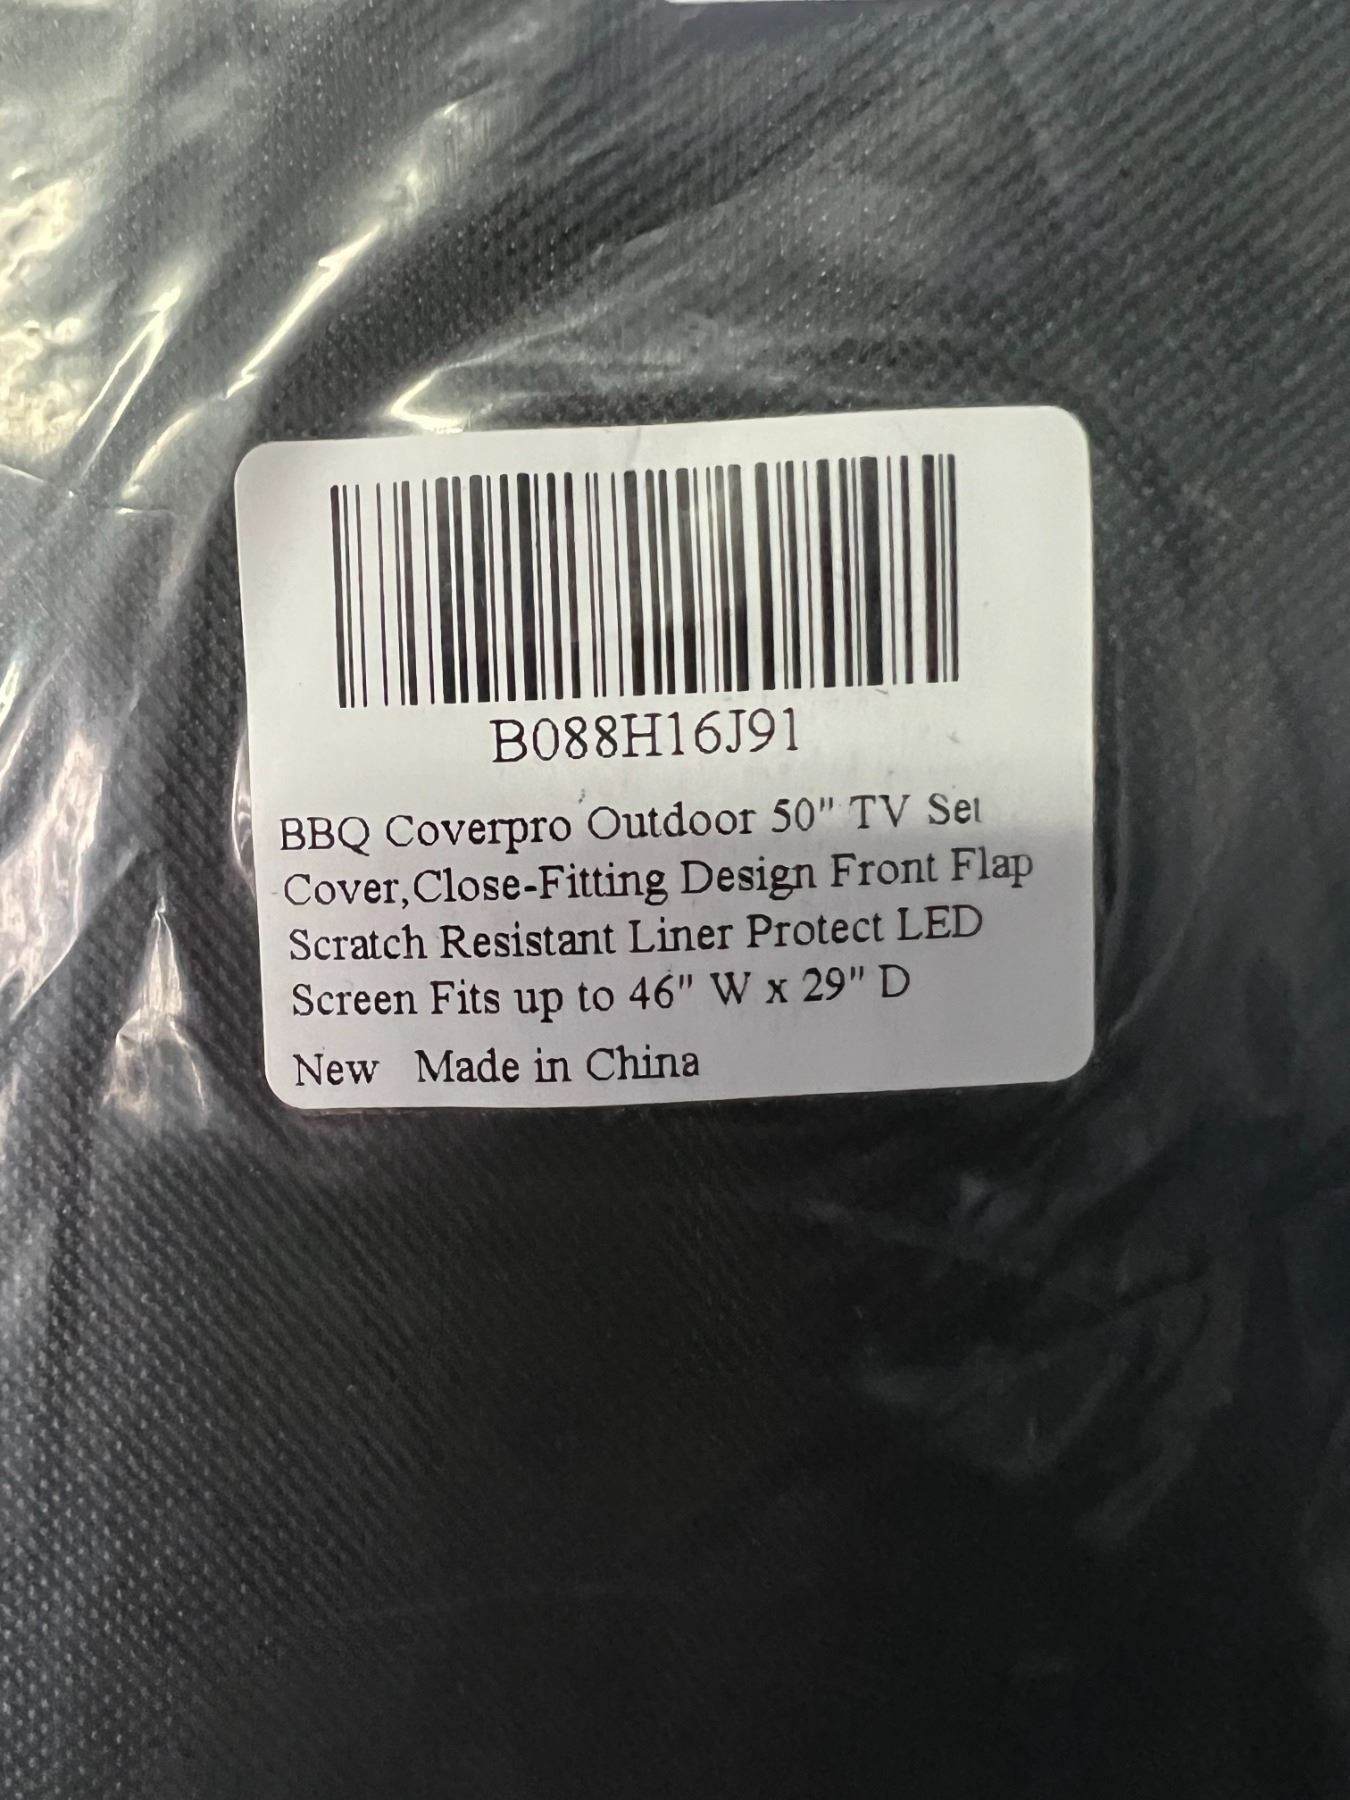 B088H16J91
BBQ Coverpro Outdoor 50" TV Set
Cover,Close-Fitting Design Front Flap
Scratch Resistant Liner Protect LED
Screen Fits up to 46" W x 29" D
New Made in China